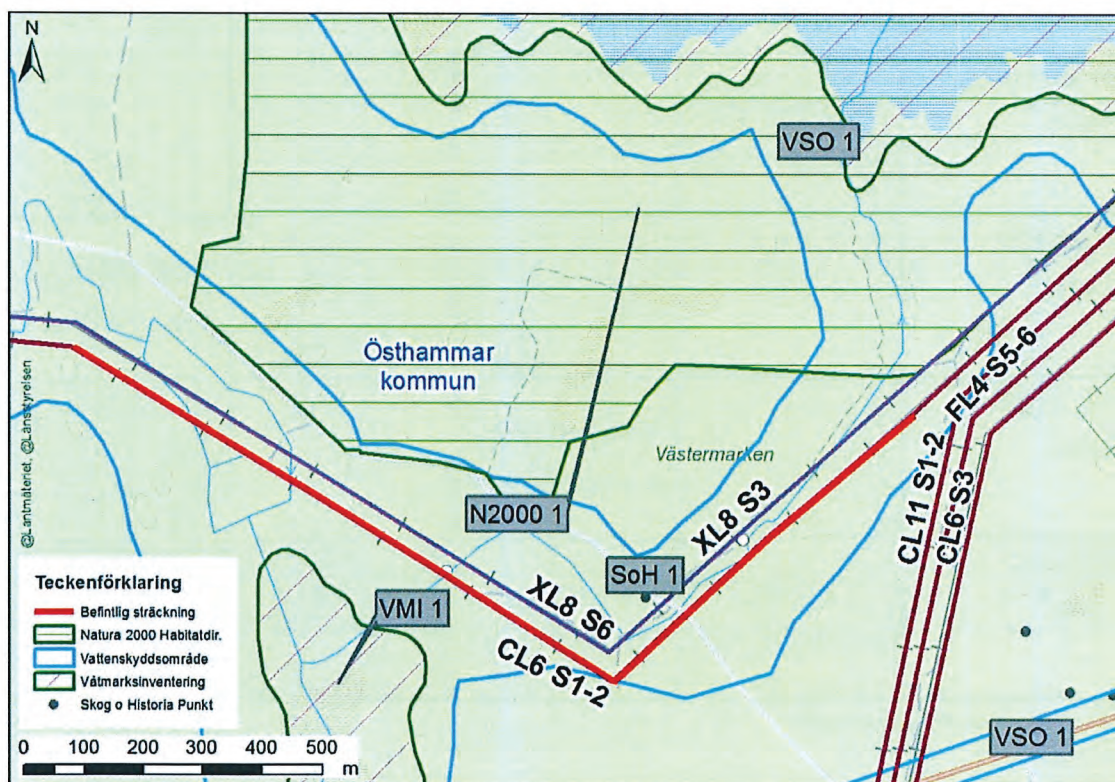 N
VSO 1
Östhammar
kommun
Västermarken
CL11 S1-2
FL4 S5-6
CL6 S3
XL8 S3
N2000 1
SoH 1
XL8 S6
VMI 1
CL6 S1-2
VSO 1
@Lantmäteriet, @Länsstyrelsen
Teckenförklaring
Befintlig sträckning
Natura 2000 Habitatdir.
Vattenskyddsområde
Våtmarksinventering
Skog o Historia Punkt
0 100 200 300 400 500
m